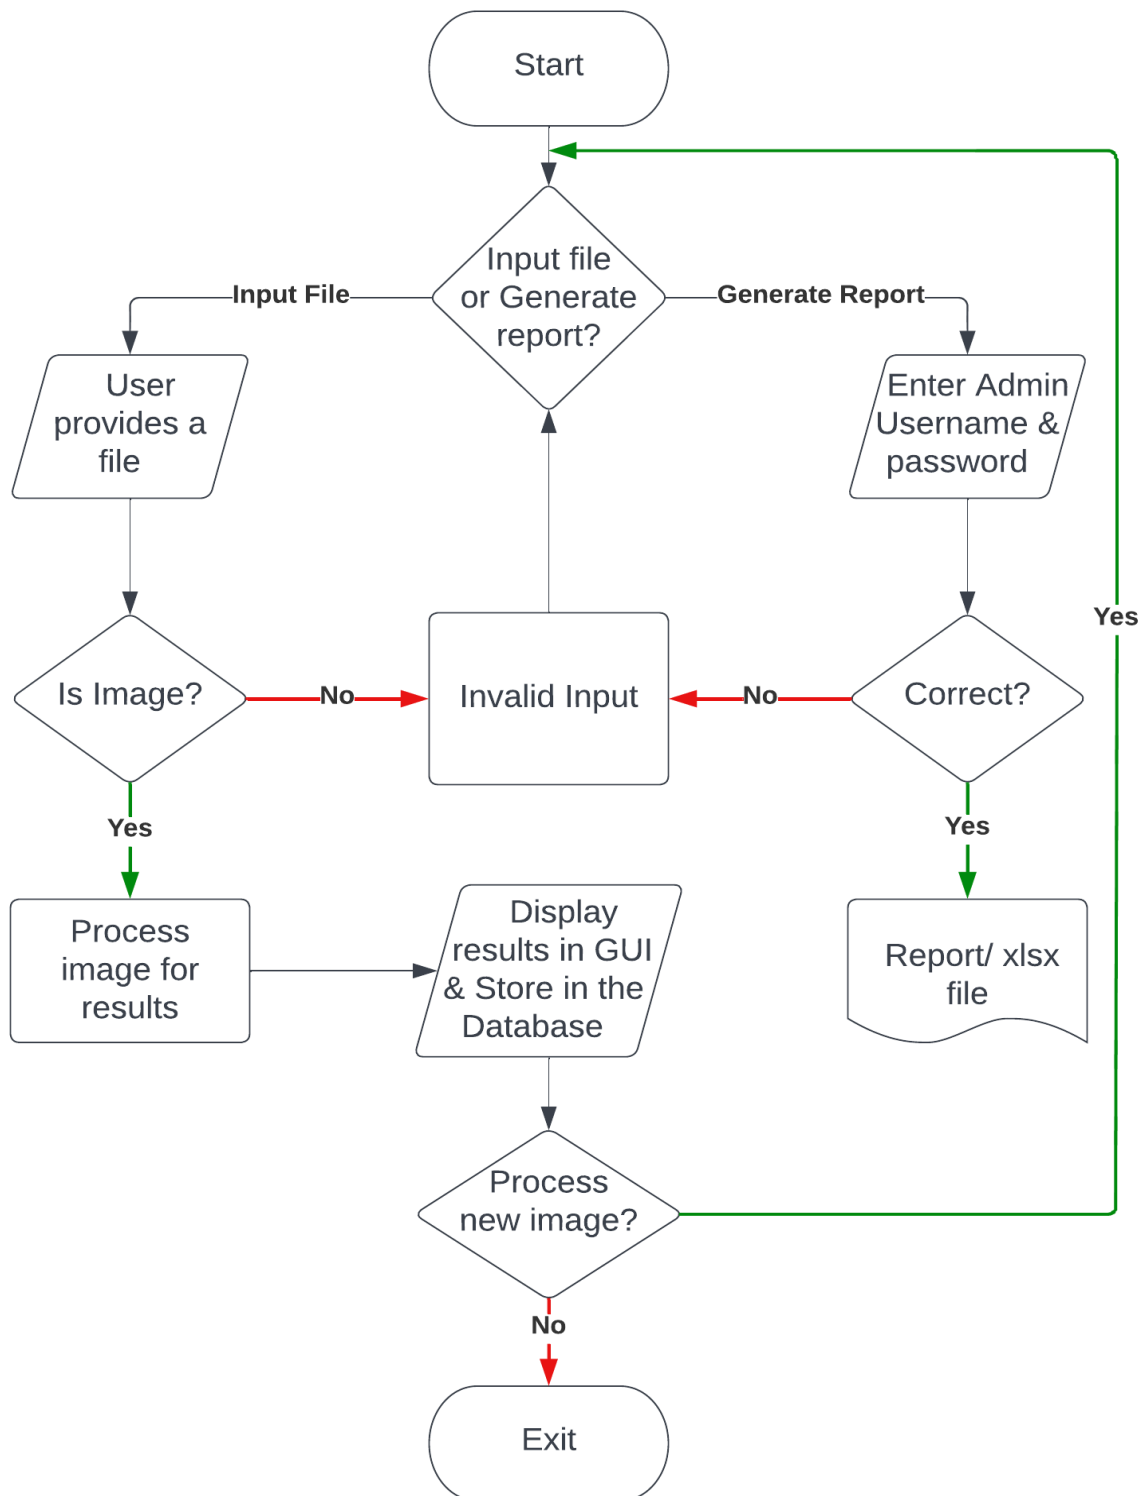 Start
Input file
or Generate
report?
Input File
Generate Report
User
provides a
file
Enter Admin
Username &
password
Is Image?
No
Invalid Input
No
Correct?
Yes
Yes
Yes
Process
image for
results
Display
results in GUI
& Store in the
Database
Report/ xlsx
file
Process
new image?
No
Exit